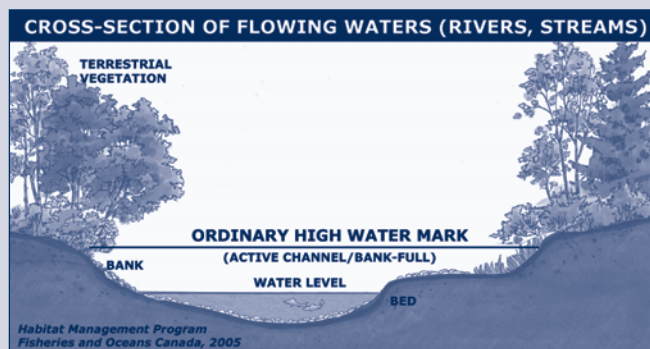 CROSS-SECTION OF FLOWING WATERS (RIVERS, STREAMS)
TERRESTRIAL
VEGETATION
ORDINARY HIGH WATER MARK
(ACTIVE CHANNEL/BANK-FULL)
BANK
WATER LEVEL
BED
Habitat Management Program
Fisheries and Oceans Canada, 2005